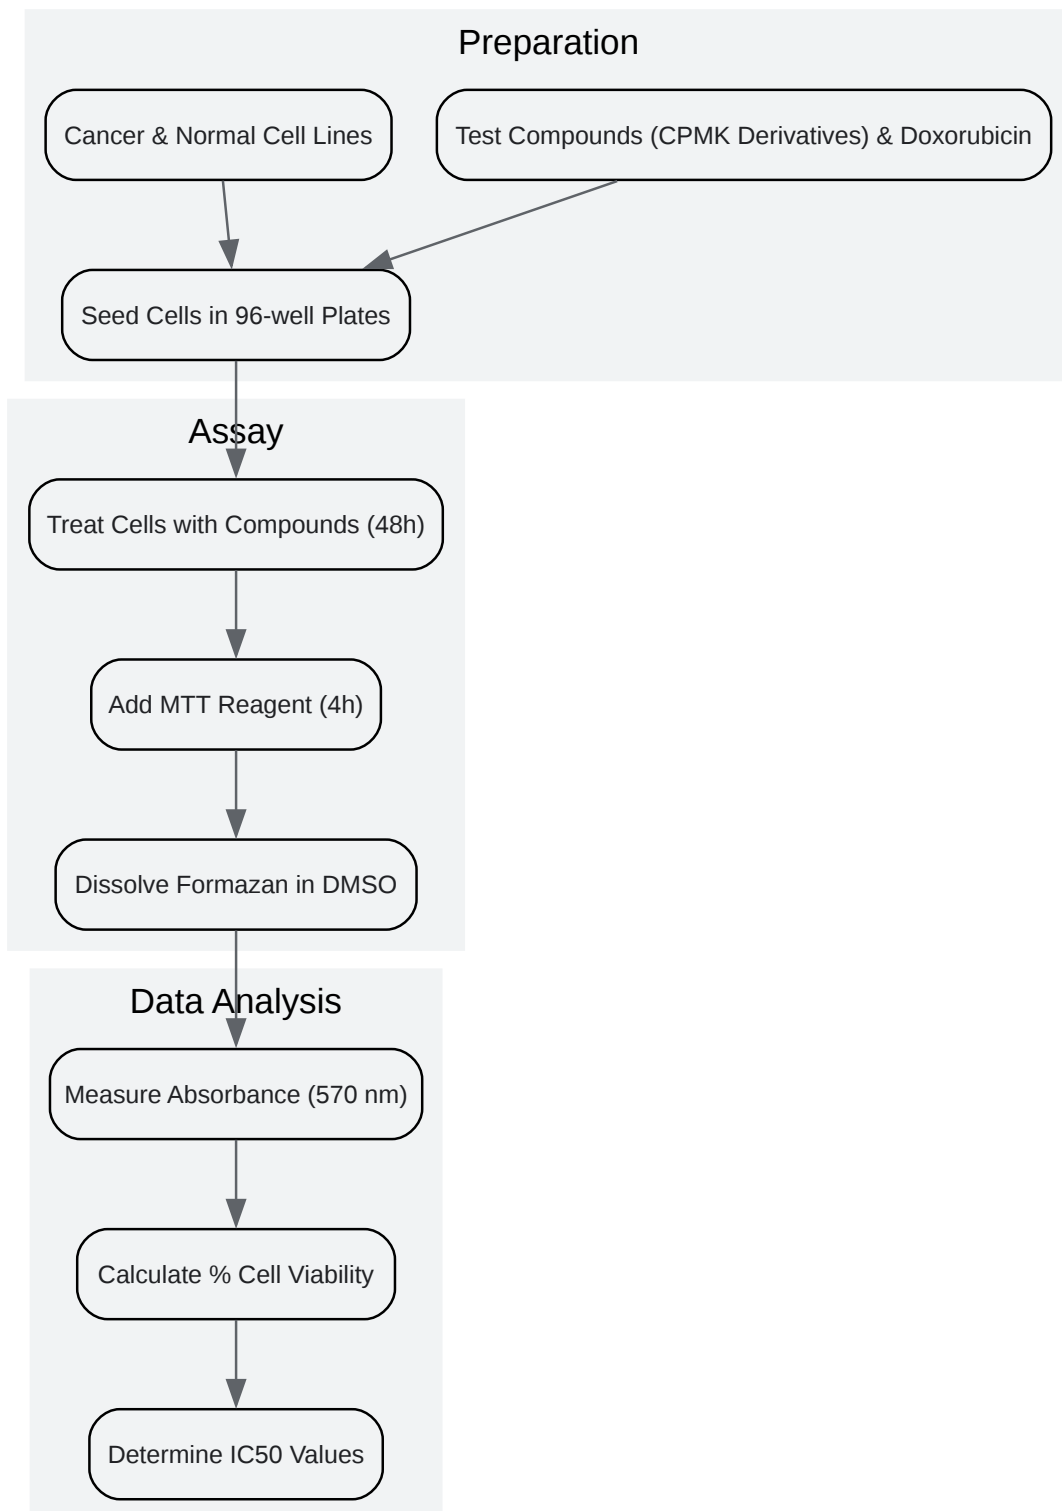 Preparation
Cancer & Normal Cell Lines
Test Compounds (CPMK Derivatives) & Doxorubicin
Seed Cells in 96-well Plates
Assay
Treat Cells with Compounds (48h)
Add MTT Reagent (4h)
Dissolve Formazan in DMSO
Data Analysis
Measure Absorbance (570 nm)
Calculate % Cell Viability
Determine IC50 Values